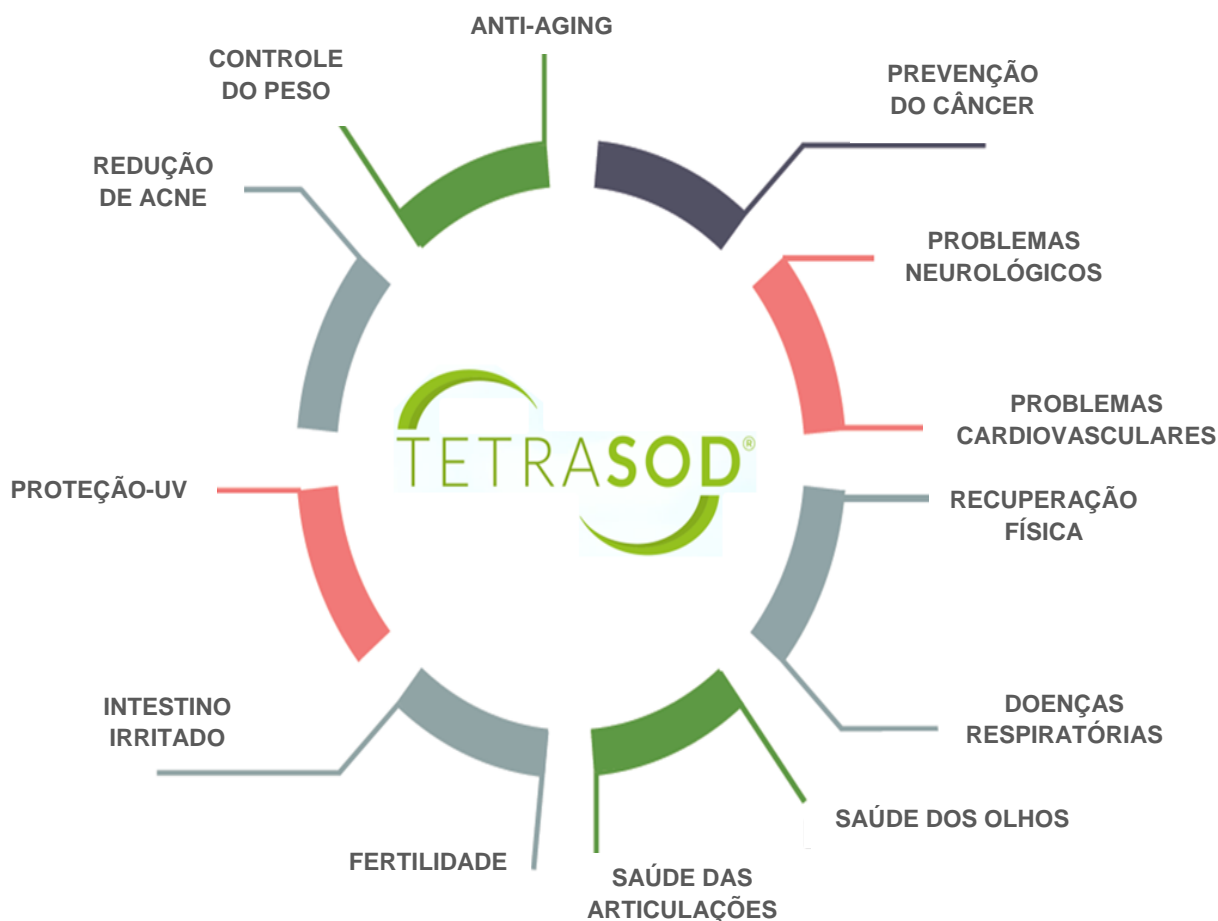 ANTI-AGING
CONTROLE
DO PESO
PREVENÇÃO
DO CÂNCER
REDUÇÃO
DE ACNE
PROBLEMAS
NEUROLÓGICOS
PROBLEMAS
CARDIOVASCULARES
TETRASOD®
PROTEÇÃO-UV
RECUPERAÇÃO
FÍSICA
INTESTINO
IRRITADO
DOENÇAS
RESPIRATÓRIAS
SAÚDE DOS OLHOS
FERTILIDADE
SAÚDE DAS
ARTICULAÇÕES